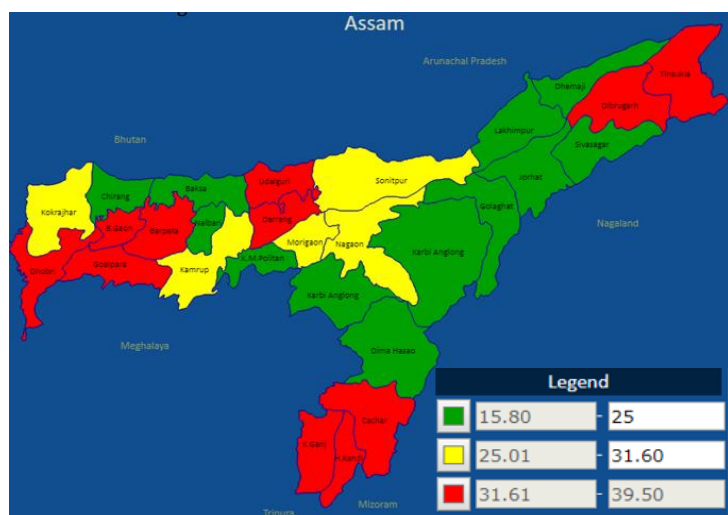 Assam
Arunachal Pradesh
Tinsukia
Dhemaji
Dibrugarh
Lakhimpur
Sivasagar
Bhutan
Jorhat
Udalguri
Sonitpur
Chirang
Baksa
Kokrajhar
Golaghat
Nalbari
Darrang
B.Gaon
Barpeta
Nagaland
Morigaon
Nagaon
Karbi Anglong
K.M.Politan
Dhubri
Goalpara
Kamrup
Karbi Anglong
Meghalaya
Dima Hasao
Legend
15.80 - 25
25.01 - 31.60
31.61 - 39.50
Cachar
K.Ganj
H.Kandi
Mizoram
Tripura